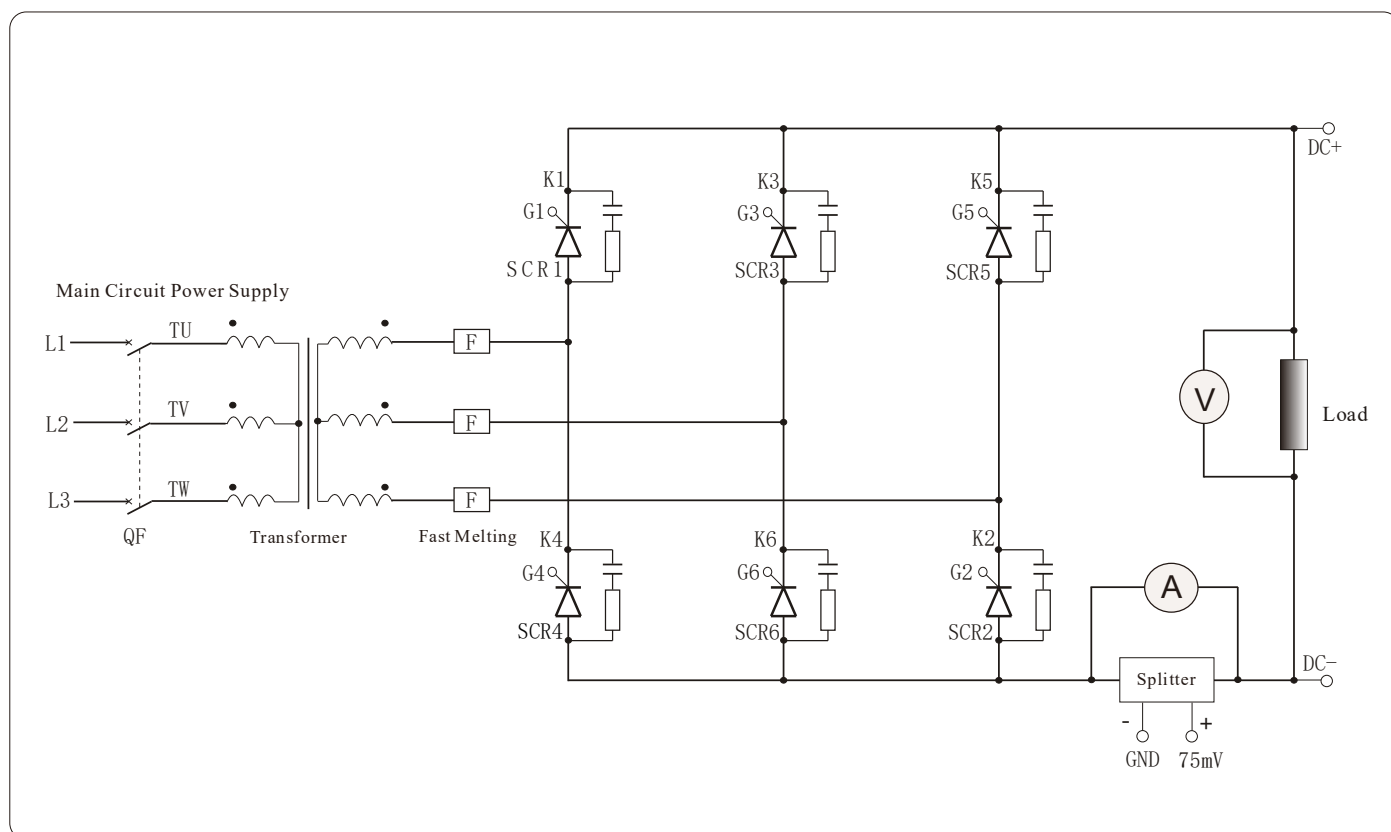 DC+
K1
K3
K5
G1
G3
G5
SCR1
SCR3
SCR5
Main Circuit Power Supply
L1
TU
F
L2
TV
F
V
Load
L3
TW
F
QF
Transformer
Fast Melting
K4
K6
K2
G4
G6
G2
A
SCR4
SCR6
SCR2
DC-
Splitter
- +
GND 75mV